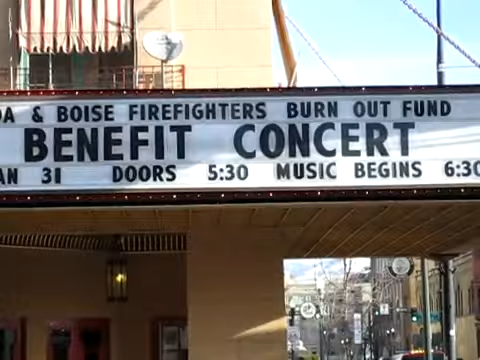 DA & BOISE FIREFIGHTERS BURN OUT FUND
BENEFIT CONCERT
AN 31 DOORS 5:30 MUSIC BEGINS 6:30